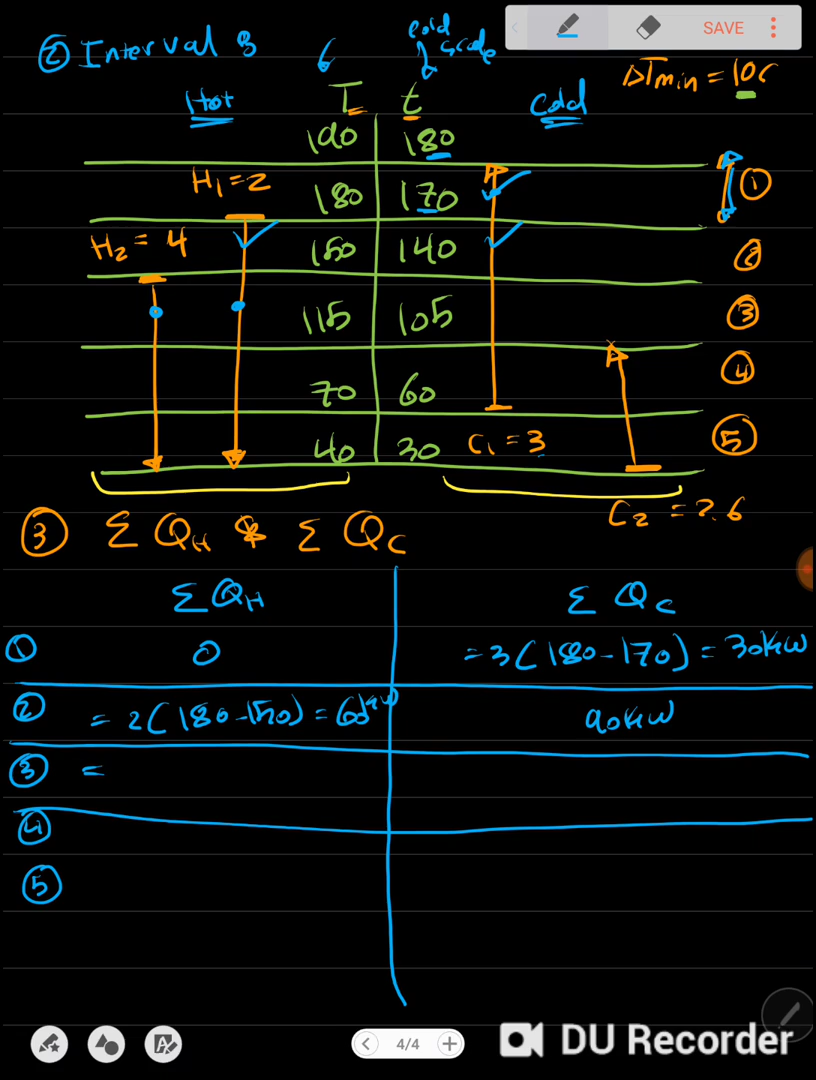 SAVE
② Intervals 6 cold scale
ΔTmin = 10c
Hot T t Cold
190 180
H₁ = 2 180 170 ①
H₂ = 4 150 140 ②
115 105 ③
④
70 60
40 30 C₁ = 3 ⑤
C₂ = 2.6
③ Σ QH & Σ QC
Σ QH Σ QC
① 0 = 3(180-170) = 30kw
② = 2(180-150) = 60kw 90kw
③ =
④
⑤
4/4
DU Recorder